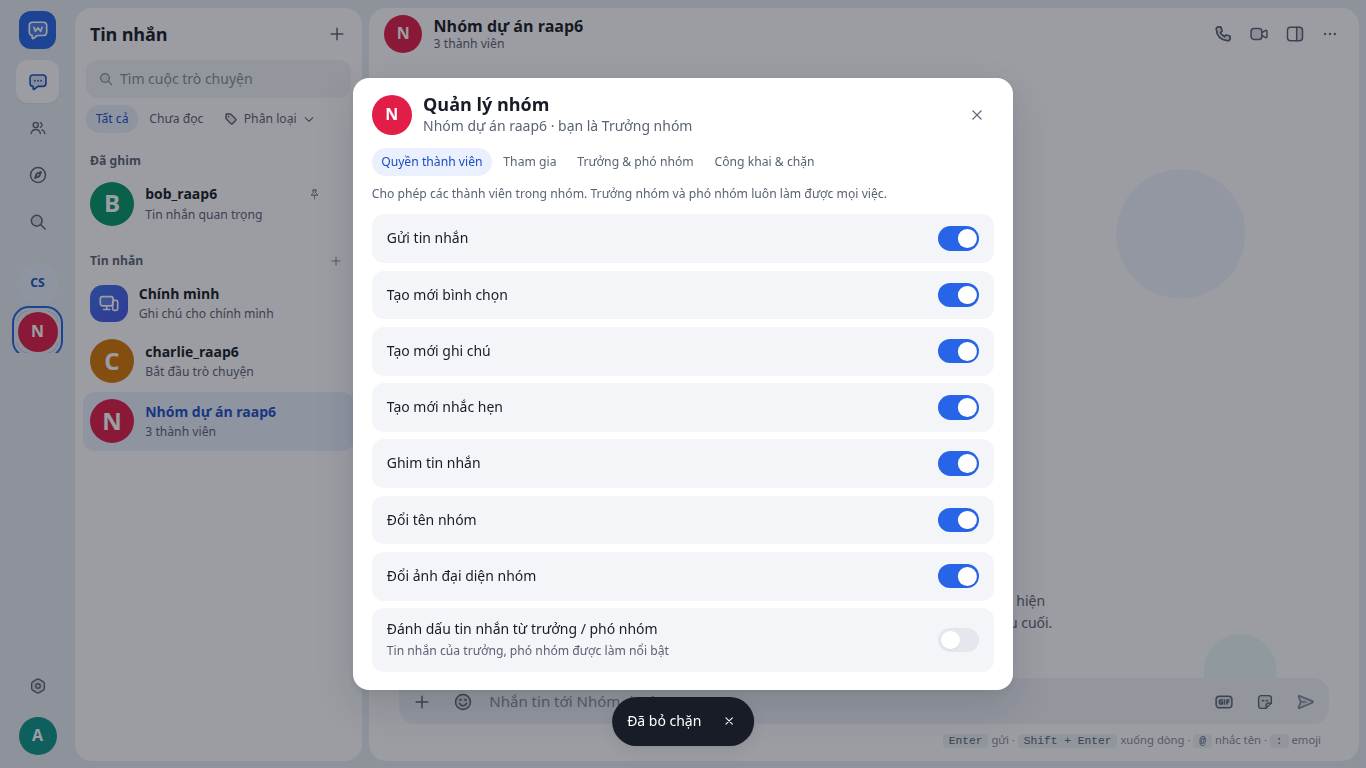 Tin nhắn
Tìm cuộc trò chuyện
Tất cả
Chưa đọc
Phân loại
Đã ghim
B
bob_raap6
Tin nhắn quan trọng
Tin nhắn
Chính mình
Ghi chú cho chính mình
C
charlie_raap6
Bắt đầu trò chuyện
N
Nhóm dự án raap6
3 thành viên
CS
N
A
N
Nhóm dự án raap6
3 thành viên
N
Quản lý nhóm
Nhóm dự án raap6 · bạn là Trưởng nhóm
Quyền thành viên
Tham gia
Trưởng & phó nhóm
Công khai & chặn
Cho phép các thành viên trong nhóm. Trưởng nhóm và phó nhóm luôn làm được mọi việc.
Gửi tin nhắn
Tạo mới bình chọn
Tạo mới ghi chú
Tạo mới nhắc hẹn
Ghim tin nhắn
Đổi tên nhóm
Đổi ảnh đại diện nhóm
Đánh dấu tin nhắn từ trưởng / phó nhóm
Tin nhắn của trưởng, phó nhóm được làm nổi bật
hiện
cuối.
Nhắn tin tới Nhóm
GIF
Đã bỏ chặn
Enter gửi · Shift + Enter xuống dòng · @ nhắc tên · : emoji